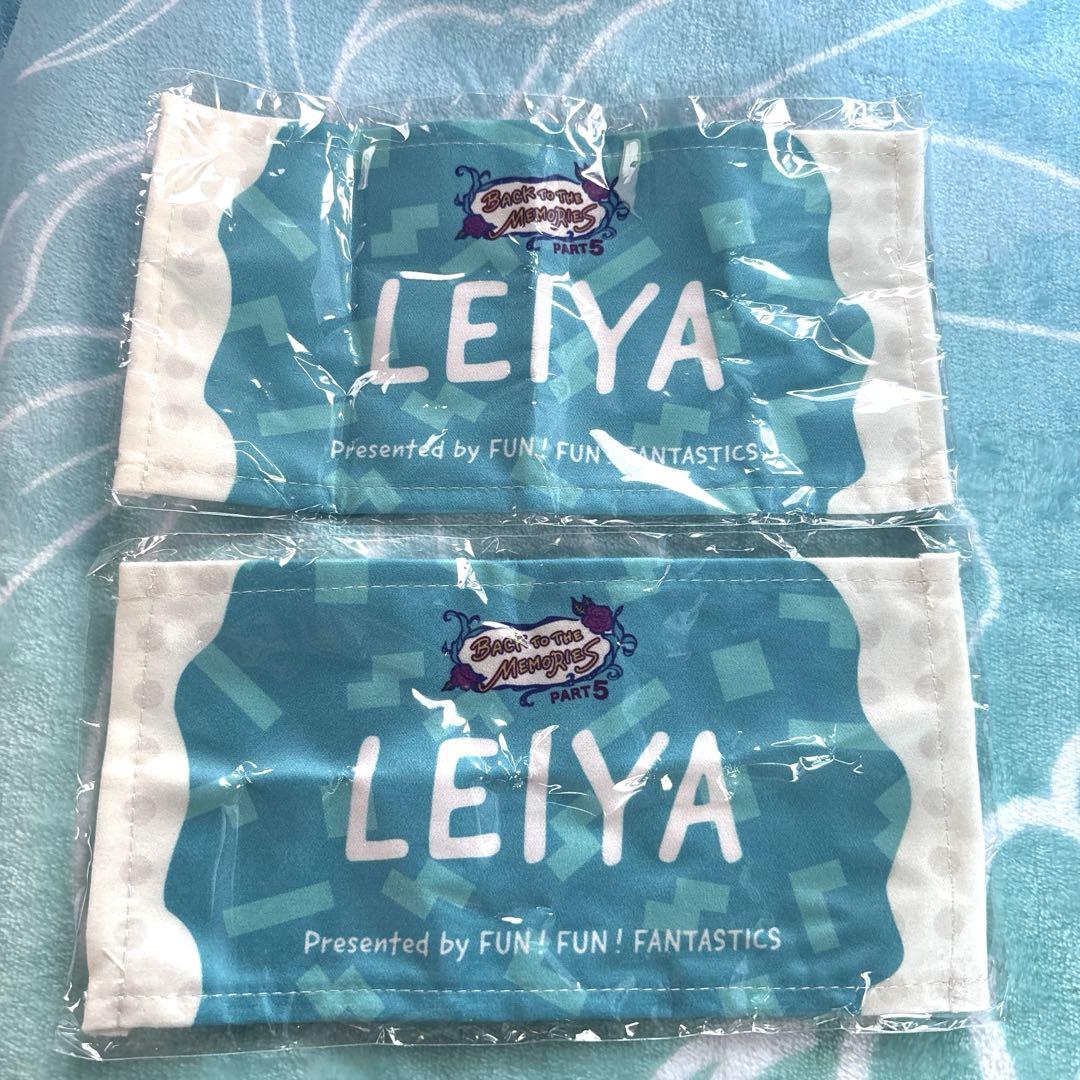 BACK TO THE
MEMORIES
PART 5
LEIYA
Presented by FUN! FUN! FANTASTICS
BACK TO THE
MEMORIES
PART 5
LEIYA
Presented by FUN! FUN! FANTASTICS